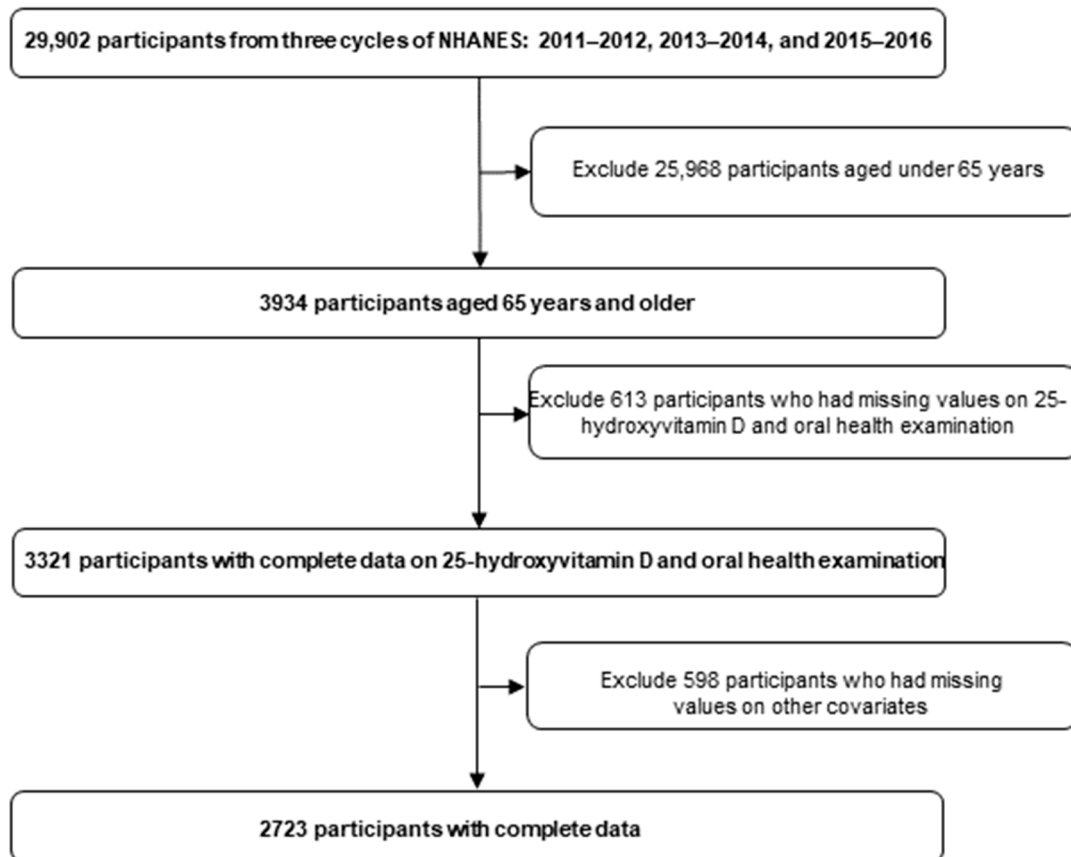 29,902 participants from three cycles of NHANES: 2011–2012, 2013–2014, and 2015–2016
Exclude 25,968 participants aged under 65 years
3934 participants aged 65 years and older
Exclude 613 participants who had missing values on 25-
hydroxyvitamin D and oral health examination
3321 participants with complete data on 25-hydroxyvitamin D and oral health examination
Exclude 598 participants who had missing
values on other covariates
2723 participants with complete data